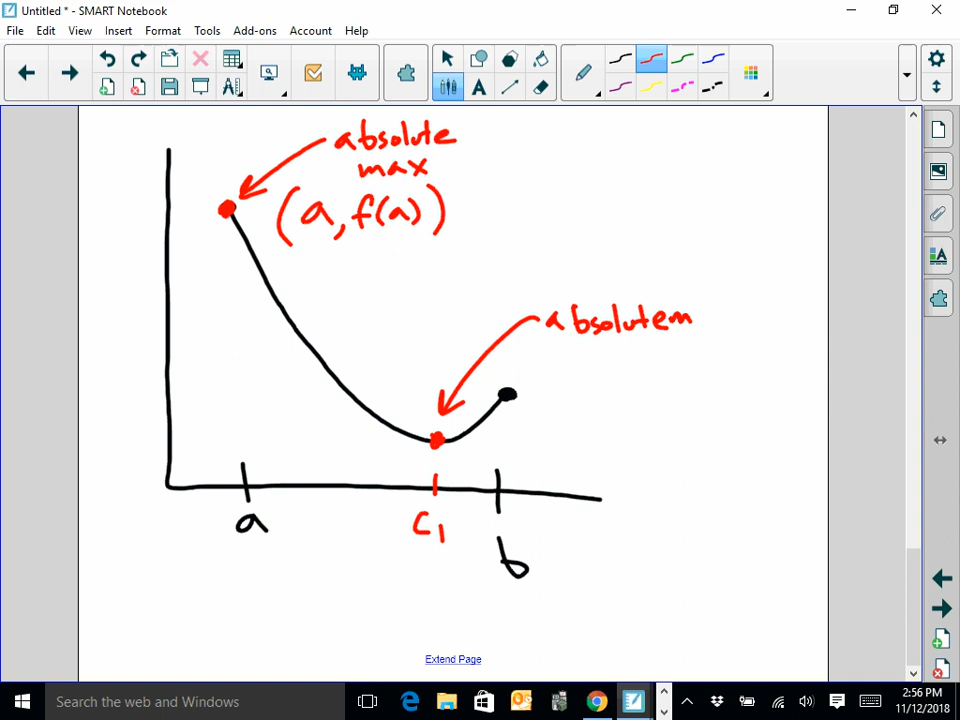 Untitled * - SMART Notebook
File Edit View Insert Format Tools Add-ons Account Help
absolute
max
(a, f(a))
absolutem
a
c1
b
Extend Page
Search the web and Windows
2:56 PM
11/12/2018